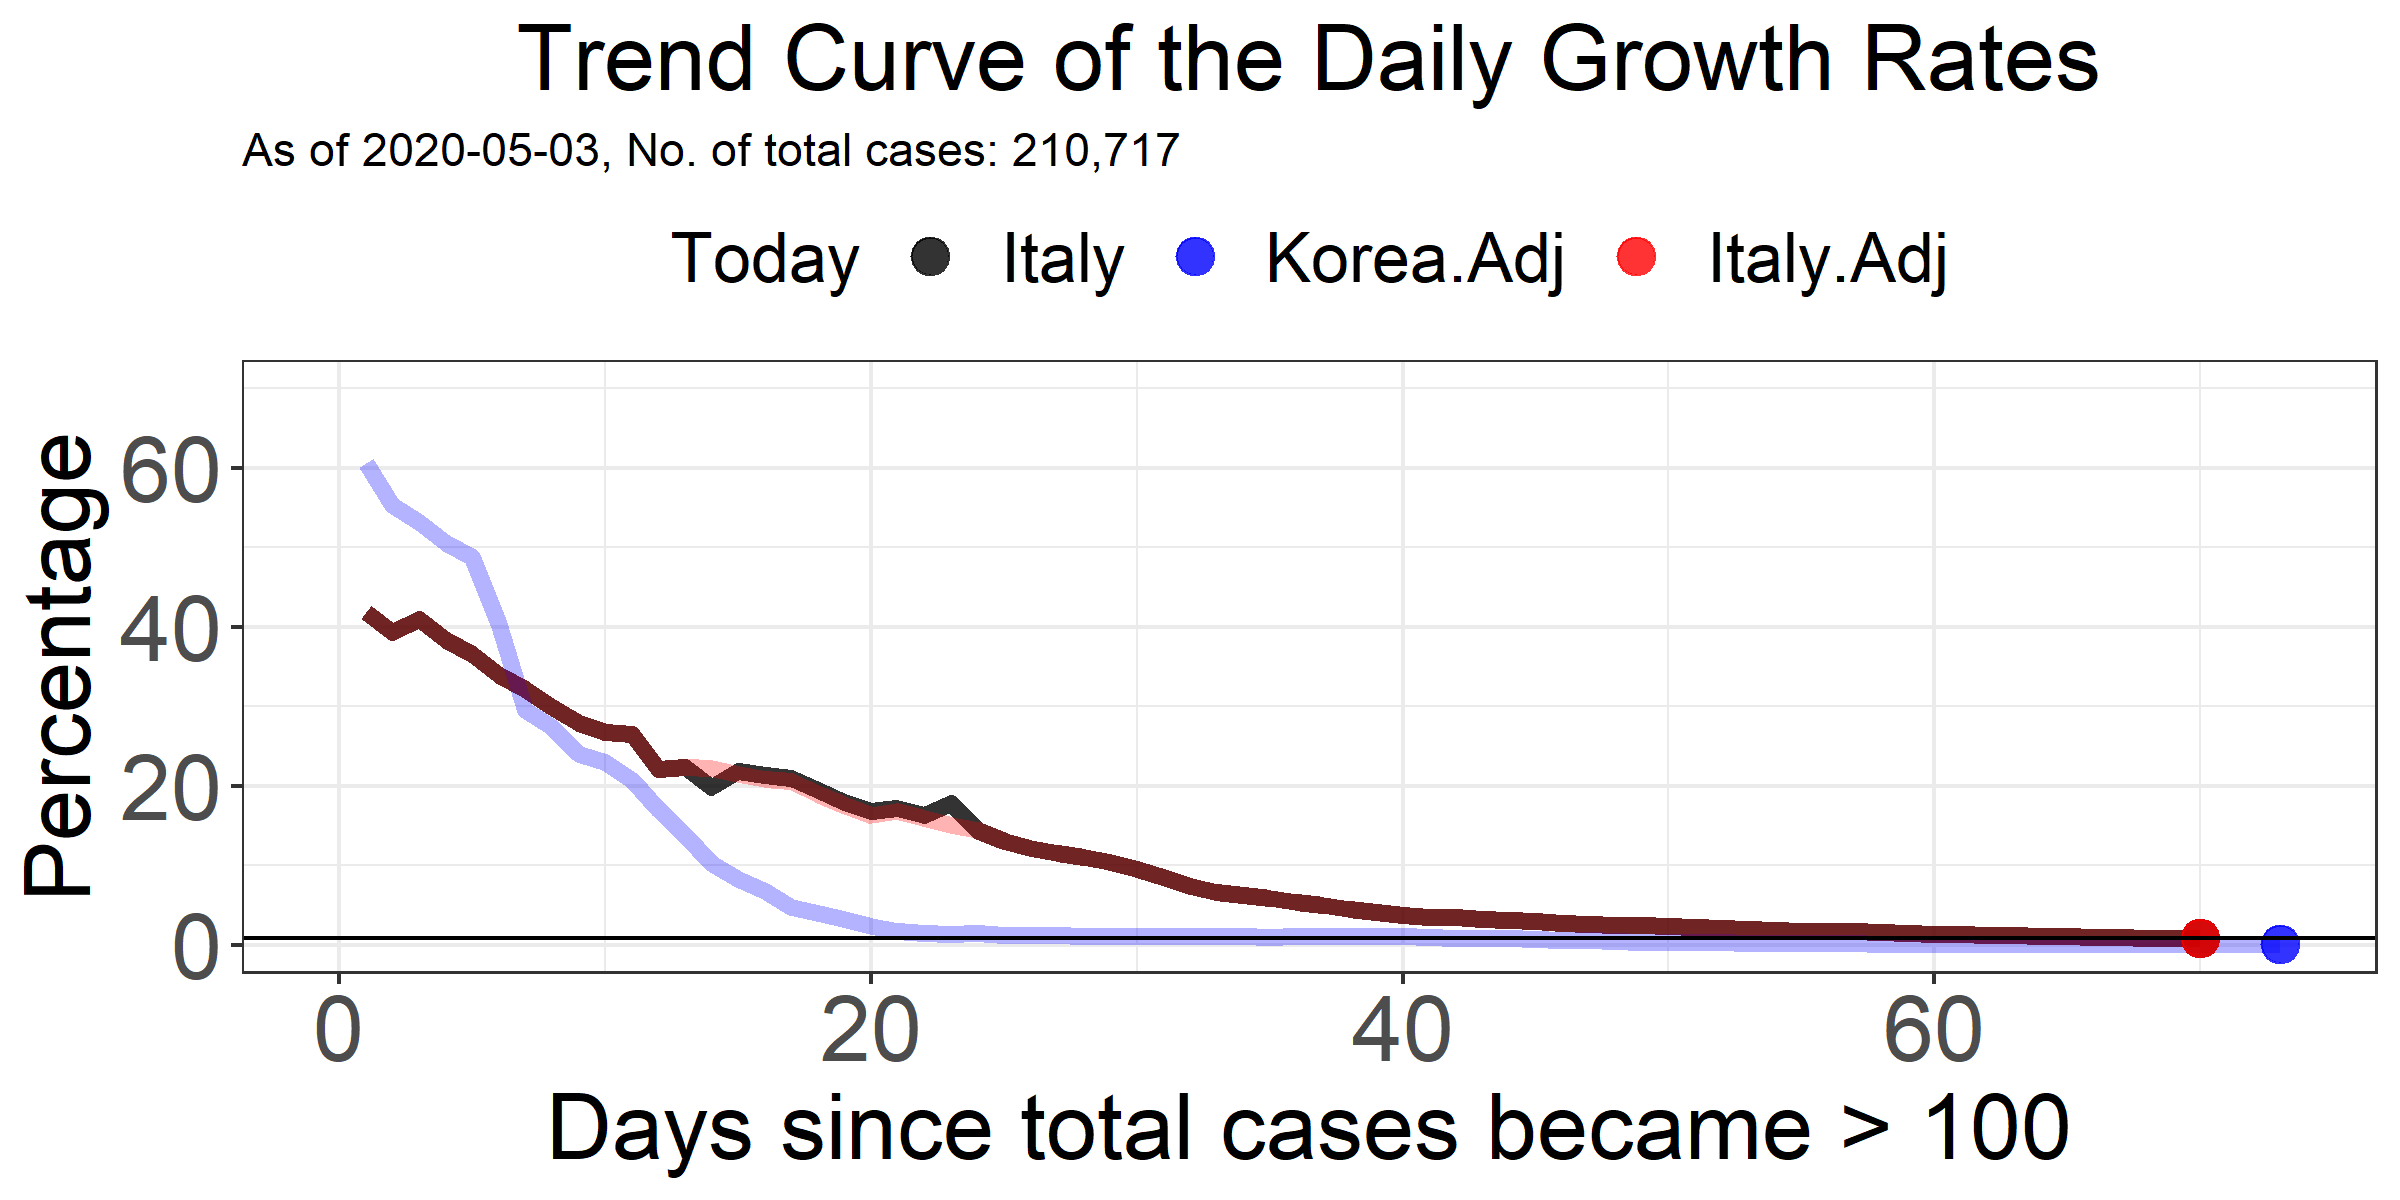 Trend Curve of the Daily Growth Rates
As of 2020-05-03, No. of total cases: 210,717
Today Italy Korea.Adj Italy.Adj
Percentage
60
40
20
0
0 20 40 60
Days since total cases became > 100